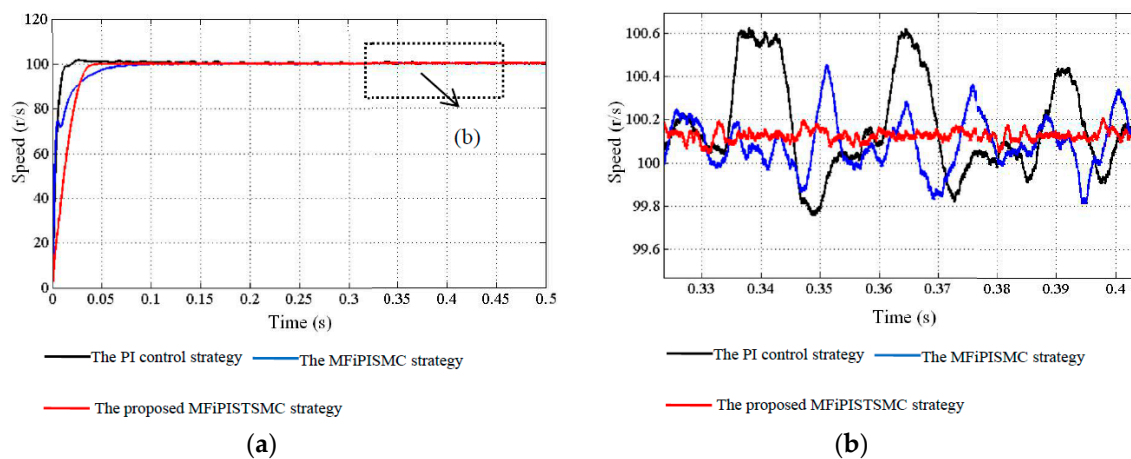 120
100
80
60
40
20
0
Speed (r/s)
(b)
0 0.05 0.1 0.15 0.2 0.25 0.3 0.35 0.4 0.45 0.5
Time (s)
The PI control strategy The MFiPISMC strategy
The proposed MFiPISTSMC strategy
(a)
100.6
100.4
100.2
100
99.8
99.6
Speed (r/s)
0.33 0.34 0.35 0.36 0.37 0.38 0.39 0.4
Time (s)
The PI control strategy The MFiPISMC strategy
The proposed MFiPISTSMC strategy
(b)